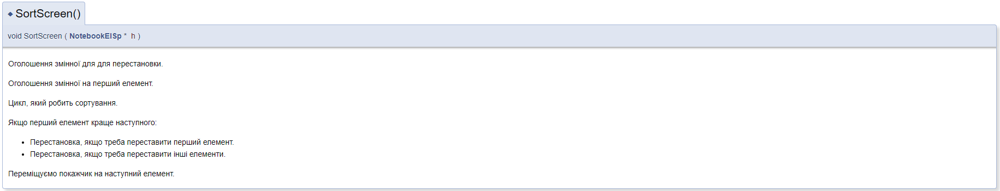 SortScreen()
void SortScreen ( NotebookElSp * h )
Оголошення змінної для для перестановки.
Оголошення змінної на перший елемент.
Цикл, який робить сортування.
Якщо перший елемент краще наступного:
• Перестановка, якщо треба переставити перший елемент.
• Перестановка, якщо треба переставити інші елементи.
Переміщуємо покажчик на наступний елемент.